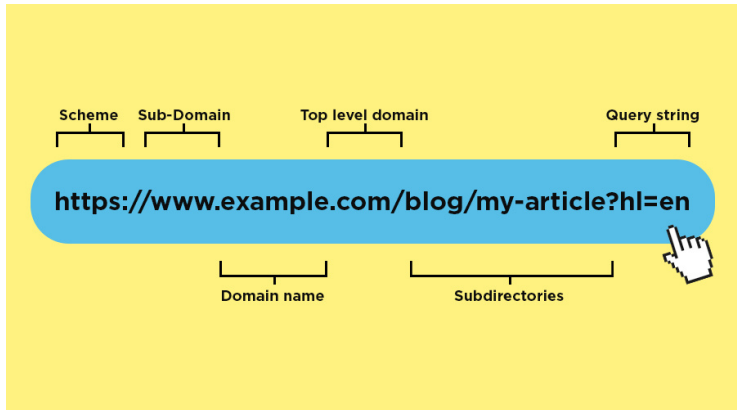 Scheme Sub-Domain Top level domain Query string
https://www.example.com/blog/my-article?hl=en
Domain name Subdirectories